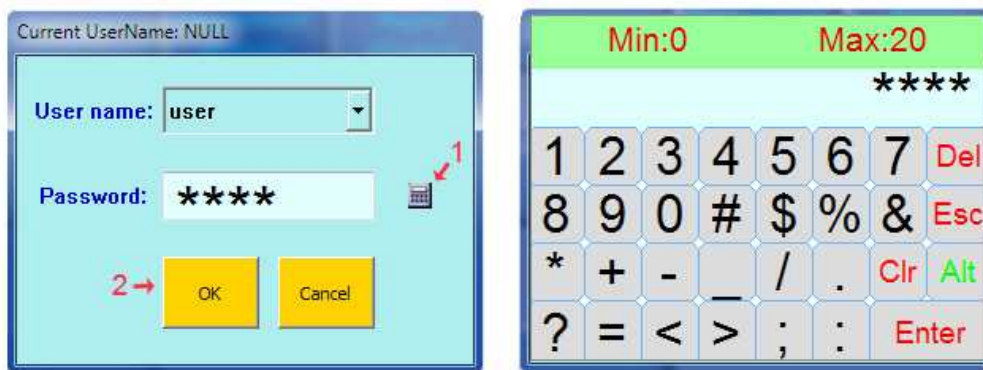 Current UserName: NULL
User name: user
1
Password: ****
2
OK Cancel
Min:0 Max:20
****
1 2 3 4 5 6 7 Del
8 9 0 # $ % & Esc
* + - _ / . Clr Alt
? = < > ; : Enter